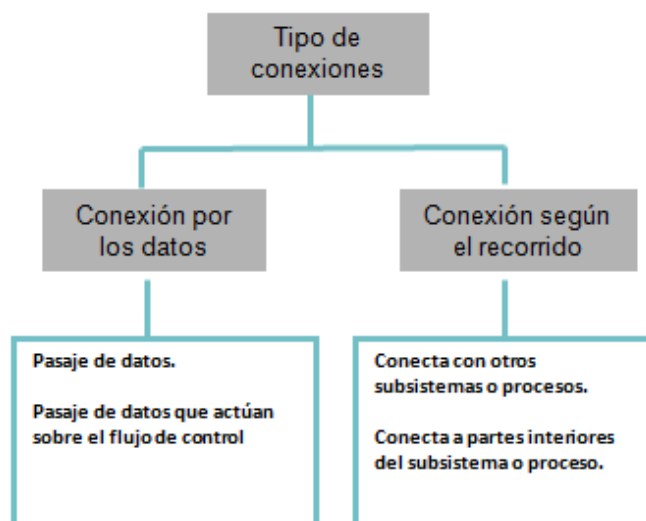 Tipo de
conexiones
Conexión por
los datos
Conexión según
el recorrido
Pasaje de datos.
Pasaje de datos que actúan
sobre el flujo de control
Conecta con otros
subsistemas o procesos.
Conecta a partes interiores
del subsistema o proceso.